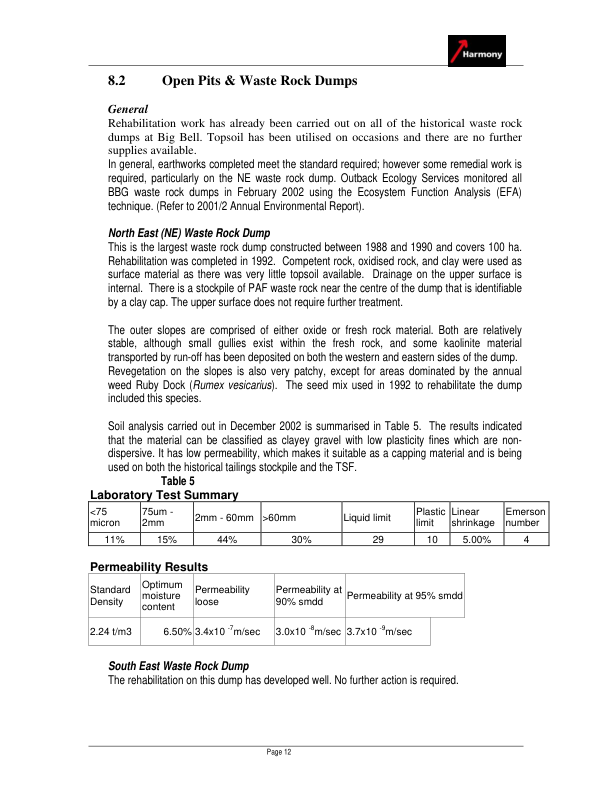 Harmony
8.2 Open Pits & Waste Rock Dumps
General
Rehabilitation work has already been carried out on all of the historical waste rock
dumps at Big Bell. Topsoil has been utilised on occasions and there are no further
supplies available.
In general, earthworks completed meet the standard required; however some remedial work is
required, particularly on the NE waste rock dump. Outback Ecology Services monitored all
BBG waste rock dumps in February 2002 using the Ecosystem Function Analysis (EFA)
technique. (Refer to 2001/2 Annual Environmental Report).
North East (NE) Waste Rock Dump
This is the largest waste rock dump constructed between 1988 and 1990 and covers 100 ha.
Rehabilitation was completed in 1992. Competent rock, oxidised rock, and clay were used as
surface material as there was very little topsoil available. Drainage on the upper surface is
internal. There is a stockpile of PAF waste rock near the centre of the dump that is identifiable
by a clay cap. The upper surface does not require further treatment.
The outer slopes are comprised of either oxide or fresh rock material. Both are relatively
stable, although small gullies exist within the fresh rock, and some kaolinite material
transported by run-off has been deposited on both the western and eastern sides of the dump.
Revegetation on the slopes is also very patchy, except for areas dominated by the annual
weed Ruby Dock (Rumex vesicarius). The seed mix used in 1992 to rehabilitate the dump
included this species.
Soil analysis carried out in December 2002 is summarised in Table 5. The results indicated
that the material can be classified as clayey gravel with low plasticity fines which are non-
dispersive. It has low permeability, which makes it suitable as a capping material and is being
used on both the historical tailings stockpile and the TSF.
Table 5
Laboratory Test Summary
<75 micron 75um - 2mm 2mm - 60mm >60mm Liquid limit Plastic limit Linear shrinkage Emerson number
11% 15% 44% 30% 29 10 5.00% 4
Permeability Results
Standard Density Optimum moisture content Permeability loose Permeability at 90% smdd Permeability at 95% smdd
2.24 t/m3 6.50% 3.4x10 -7m/sec 3.0x10 -8m/sec 3.7x10 -9m/sec
South East Waste Rock Dump
The rehabilitation on this dump has developed well. No further action is required.
Page 12